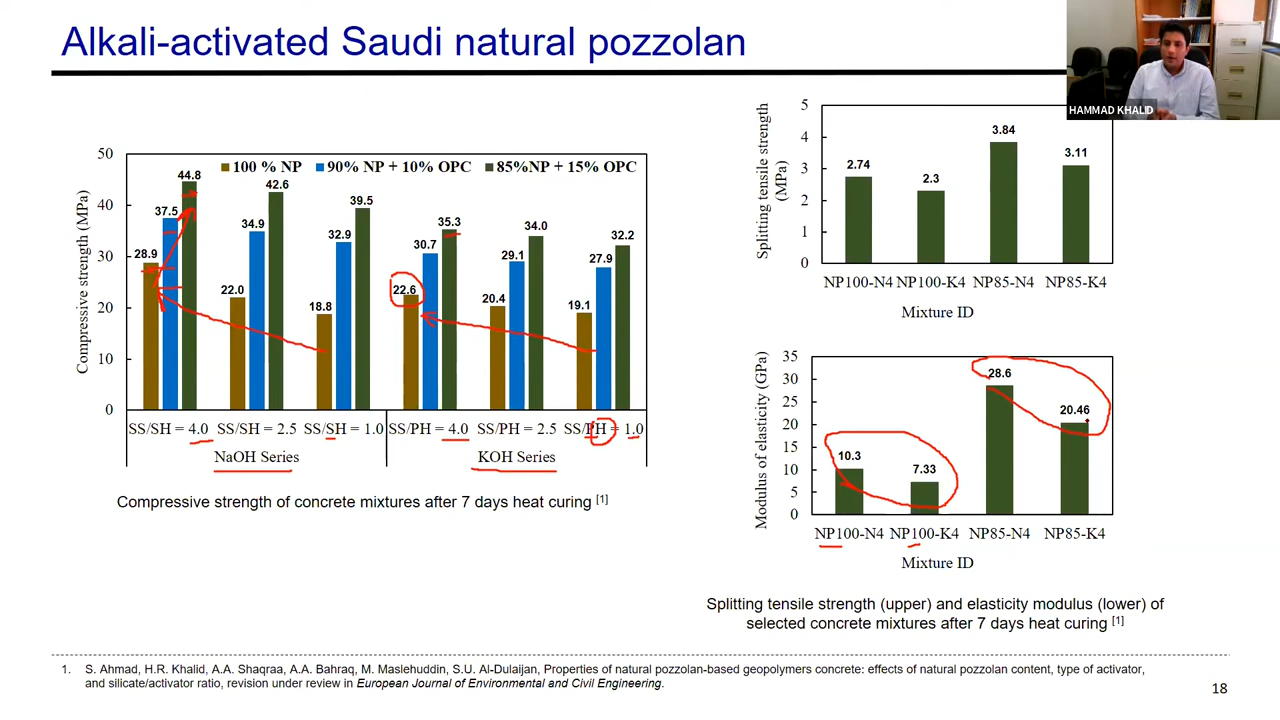 Alkali-activated Saudi natural pozzolan
HAMMAD KHALID
Compressive strength (MPa)
50
40
30
20
10
0
100 % NP 90% NP + 10% OPC 85%NP + 15% OPC
28.9 37.5 44.8
22.0 34.9 42.6
18.8 32.9 39.5
22.6 30.7 35.3
20.4 29.1 34.0
19.1 27.9 32.2
SS/SH = 4.0 SS/SH = 2.5 SS/SH = 1.0 SS/PH = 4.0 SS/PH = 2.5 SS/PH = 1.0
NaOH Series KOH Series
Compressive strength of concrete mixtures after 7 days heat curing [1]
Splitting tensile strength
(MPa)
5
4
3
2
1
0
2.74 2.3 3.84 3.11
NP100-N4 NP100-K4 NP85-N4 NP85-K4
Mixture ID
Modulus of elasticity (GPa)
35
30
25
20
15
10
5
0
10.3 7.33 28.6 20.46
NP100-N4 NP100-K4 NP85-N4 NP85-K4
Mixture ID
Splitting tensile strength (upper) and elasticity modulus (lower) of
selected concrete mixtures after 7 days heat curing [1]
1. S. Ahmad, H.R. Khalid, A.A. Shaqraa, A.A. Bahraq, M. Maslehuddin, S.U. Al-Dulaijan, Properties of natural pozzolan-based geopolymers concrete: effects of natural pozzolan content, type of activator,
and silicate/activator ratio, revision under review in European Journal of Environmental and Civil Engineering.
18